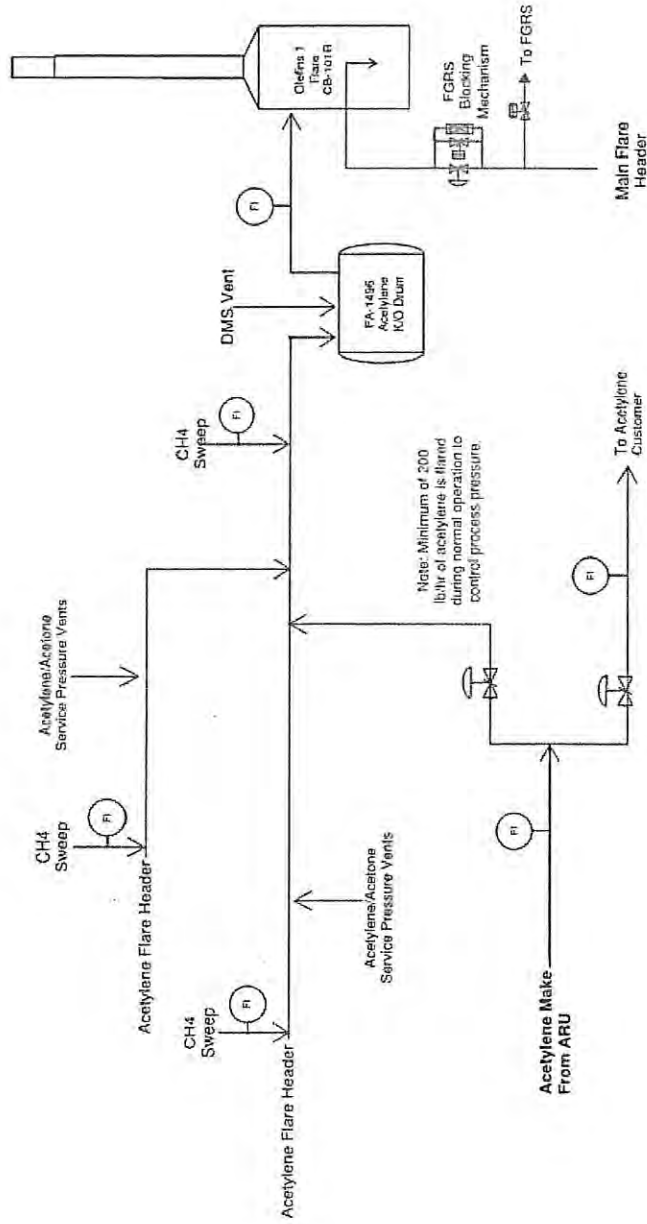 Olefins 1
Flare
CB-101R
FGRS
Blocking
Mechanism
To FGRS
Main Flare
Header
FI
DMS Vent
FA-1496
Acetylene
K/O Drum
CH4
Sweep
FI
Acetylene/Acetone
Service Pressure Vents
CH4
Sweep
FI
Acetylene Flare Header
CH4
Sweep
FI
Acetylene Flare Header
Acetylene/Acetone
Service Pressure Vents
Note: Minimum of 200
lb/hr of acetylene is flared
during normal operation to
control process pressure.
FI
Acetylene Make
From ARU
FI
To Acetylene
Customer